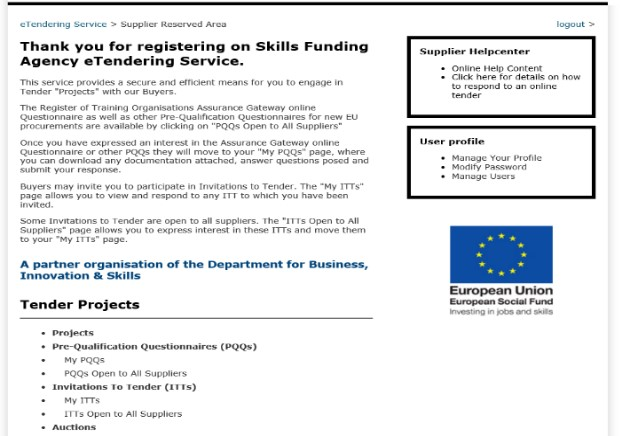 eTendering Service > Supplier Reserved Area
logout >
Thank you for registering on Skills Funding
Agency eTendering Service.
This service provides a secure and efficient means for you to engage in
Tender "Projects" with our Buyers.
The Register of Training Organisations Assurance Gateway online
Questionnaire as well as other Pre-Qualification Questionnaires for new EU
procurements are available by clicking on "PQQs Open to All Suppliers"
Once you have expressed an interest in the Assurance Gateway online
Questionnaire or other PQQs they will move to your "My PQQs" page, where
you can download any documentation attached, answer questions posed and
submit your response.
Buyers may invite you to participate in Invitations to Tender. The "My ITTs"
page allows you to view and respond to any ITT to which you have been
invited.
Some Invitations to Tender are open to all suppliers. The "ITTs Open to All
Suppliers" page allows you to express interest in these ITTs and move them
to your "My ITTs" page.
A partner organisation of the Department for Business,
Innovation & Skills
Tender Projects
• Projects
• Pre-Qualification Questionnaires (PQQs)
• My PQQs
• PQQs Open to All Suppliers
• Invitations To Tender (ITTs)
• My ITTs
• ITTs Open to All Suppliers
• Auctions
Supplier Helpcenter
• Online Help Content
• Click here for details on how
to respond to an online
tender
User profile
• Manage Your Profile
• Modify Password
• Manage Users
European Union
European Social Fund
Investing in jobs and skills